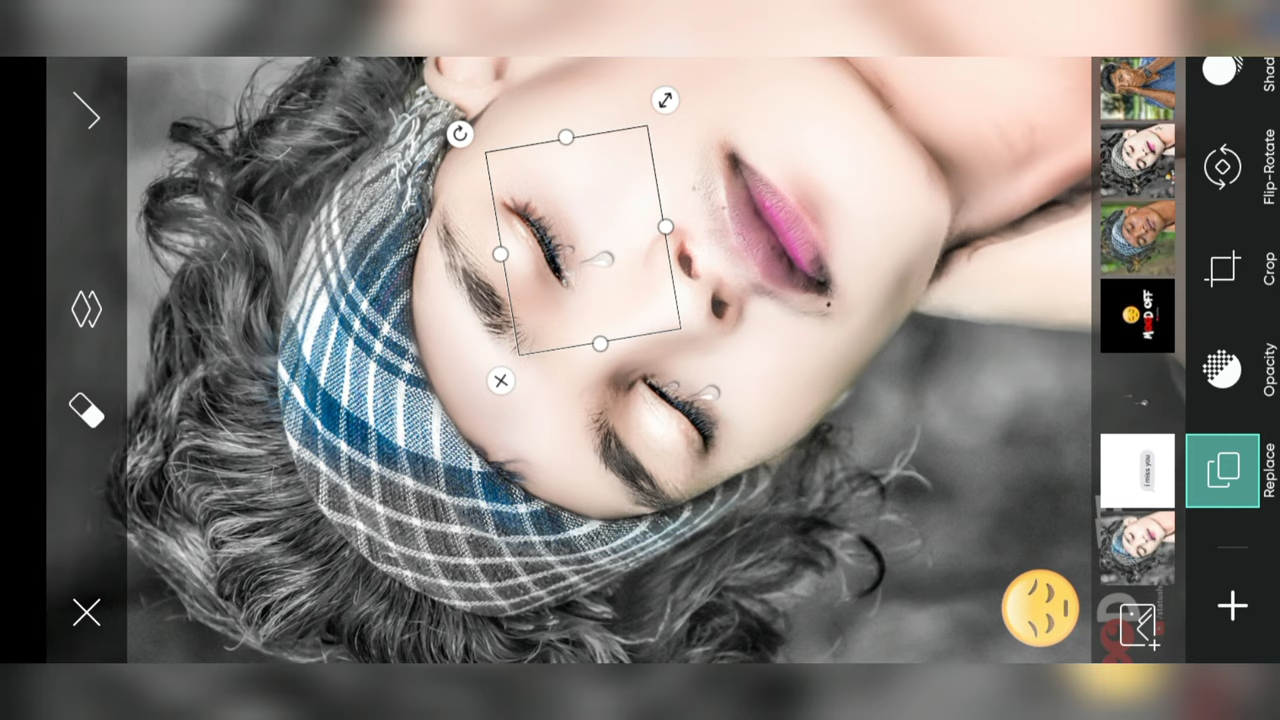 Shad
Flip-Rotate
Crop
Opacity
Replace
MOOD OFF
i miss you